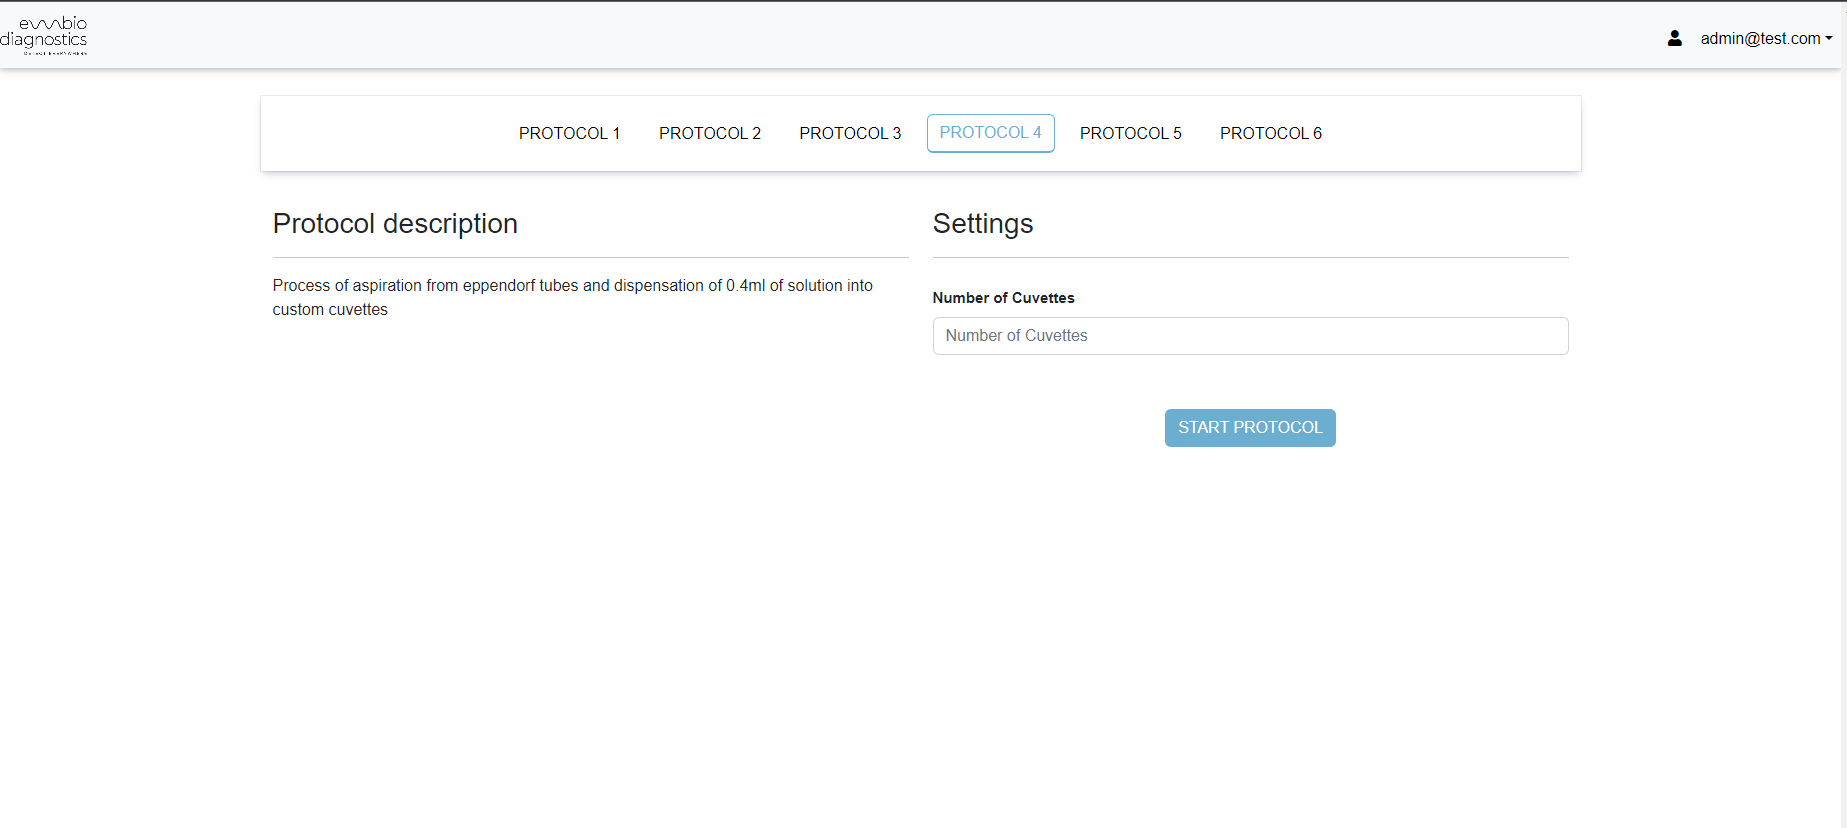 diagnostics
admin@test.com
PROTOCOL 1 PROTOCOL 2 PROTOCOL 3 PROTOCOL 4 PROTOCOL 5 PROTOCOL 6
Protocol description
Process of aspiration from eppendorf tubes and dispensation of 0.4ml of solution into
custom cuvettes
Settings
Number of Cuvettes
Number of Cuvettes
START PROTOCOL